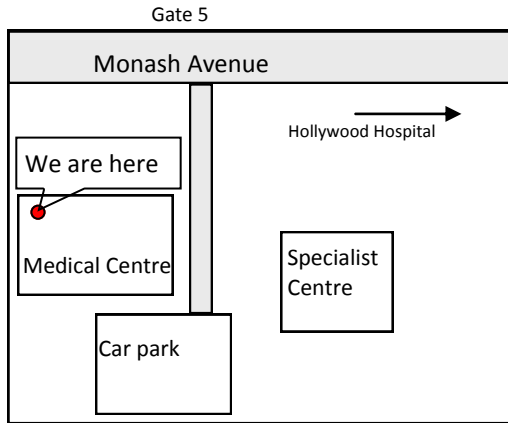 Gate 5
Monash Avenue
Hollywood Hospital
We are here
Medical Centre
Specialist
Centre
Car park